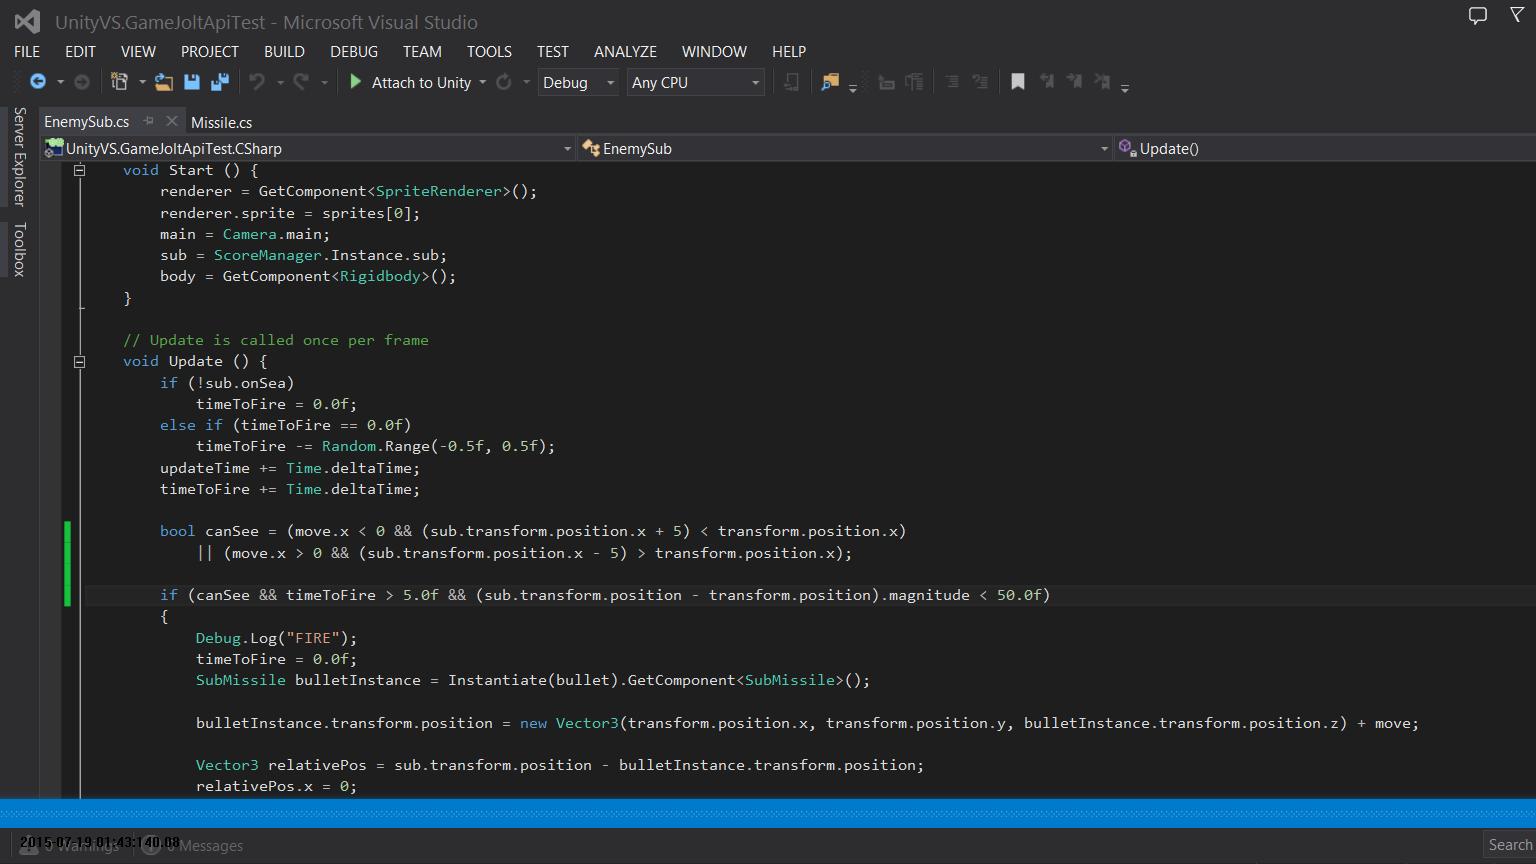 UnityVS.GameJoltApiTest - Microsoft Visual Studio
FILE EDIT VIEW PROJECT BUILD DEBUG TEAM TOOLS TEST ANALYZE WINDOW HELP
Attach to Unity Debug Any CPU
Server Explorer
Toolbox
EnemySub.cs Missile.cs
UnityVS.GameJoltApiTest.CSharp EnemySub Update()
void Start () {
renderer = GetComponent<SpriteRenderer>();
renderer.sprite = sprites[0];
main = Camera.main;
sub = ScoreManager.Instance.sub;
body = GetComponent<Rigidbody>();
}
// Update is called once per frame
void Update () {
if (!sub.onSea)
timeToFire = 0.0f;
else if (timeToFire == 0.0f)
timeToFire -= Random.Range(-0.5f, 0.5f);
updateTime += Time.deltaTime;
timeToFire += Time.deltaTime;
bool canSee = (move.x < 0 && (sub.transform.position.x + 5) < transform.position.x)
|| (move.x > 0 && (sub.transform.position.x - 5) > transform.position.x);
if (canSee && timeToFire > 5.0f && (sub.transform.position - transform.position).magnitude < 50.0f)
{
Debug.Log("FIRE");
timeToFire = 0.0f;
SubMissile bulletInstance = Instantiate(bullet).GetComponent<SubMissile>();
bulletInstance.transform.position = new Vector3(transform.position.x, transform.position.y, bulletInstance.transform.position.z) + move;
Vector3 relativePos = sub.transform.position - bulletInstance.transform.position;
relativePos.x = 0;
2015-07-19 01:43:140.08
0 Warnings 0 Messages
Search